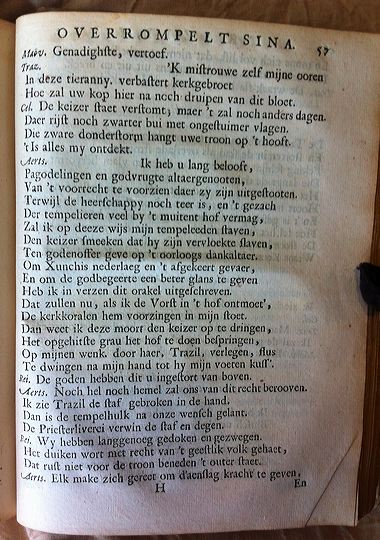 OVERROMPELT SINA. 57
Maiw. Genadighste, vertoef.
Traz. 'K mistrouwe zelf mijne ooren
In deze tieranny. verbastert kerkgebroet
Hoe zal uw kop hier na noch druipen van dit bloet.
Cel. De keizer staet verstomt; maer 't zal noch anders dagen.
Daer rijst noch zwarter bui met ongestuimer vlagen.
Die zware donderstorm hangt uwe troon op 't hooft.
't Is alles my ontdekt.
Aerts. Ik heb u lang belooft,
Pagodelingen en godvrugte altaergenooten,
Van 't voorrecht te voorzien daer zy zijn uitgestooten.
Terwijl de heerschappy noch teer is, en 't gezach
Der tempelieren veel by 't muitent hof vermag,
Zal ik op deeze wijs mijn tempeleeden staven,
Den keizer smeeken dat hy zijn vervloekte slaven,
Ten godenoffer geve op 't oorloogs dankaltaer.
Om Xunchis nederlaeg en 't afgekeert gevaer,
En om de godbegeerte een beter glans te geven
Heb ik in verzen dit orakel uitgeschreven.
Dat zullen nu, als ik de Vorst in 't hof ontmoet',
De kerkkoralen hem voorzingen in mijn stoet.
Dan weet ik deze moort den keizer op te dringen,
Het opghitste grau het hof te doen bespringen,
Op mijnen wenk. door haer, Trazil, verlegen, flus
Te dwingen na mijn hand tot hy mijn voeten kuss'.
Rei. De goden hebben dit u ingestort van boven.
Aerts. Noch hel noch hemel zal ons van dit recht berooven.
Ik zie Trazil de staf gebroken in de hand.
Dan is de tempelhulk na onze wensch gelant.
De Priesterliverei verwin de staf en degen.
Rei. Wy hebben langgenoeg gedoken en gezwegen.
Het duiken wort met recht van 't geestlik volk gehaet,
Dat rust niet voor de troon beneden 't outer staet.
Aerts. Elk make zich gereet om d'aenslag kracht te geven,
H En